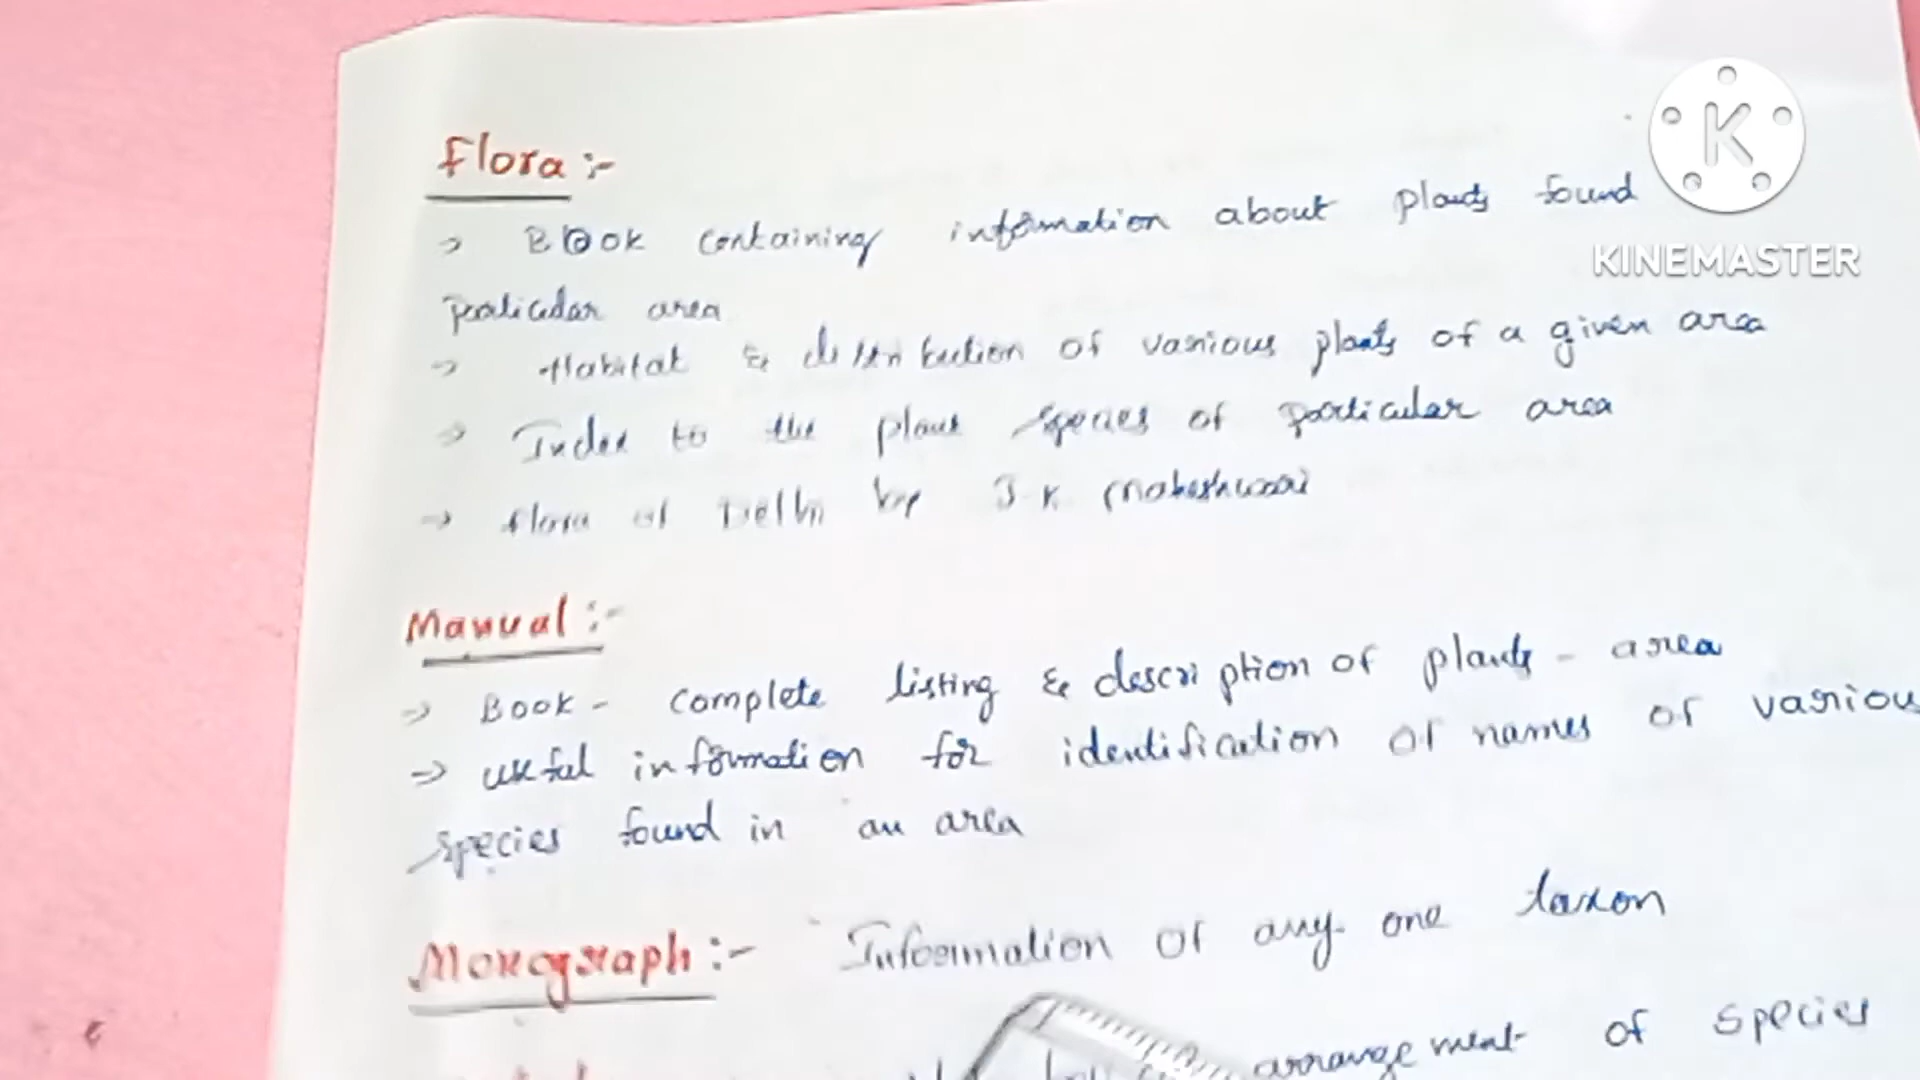 Flora :-
→ Book containing information about plants found
particular area
→ Habitat & distribution of various plants of a given area
→ Index to the plant species of particular area
→ flora of Delhi by J.K maheshwari
Manual :-
→ Book - complete listing & description of plants - area
→ useful information for identification of names of various
species found in an area
Monograph :- Information of any one taxon
arrangement of species
K
KINEMASTER